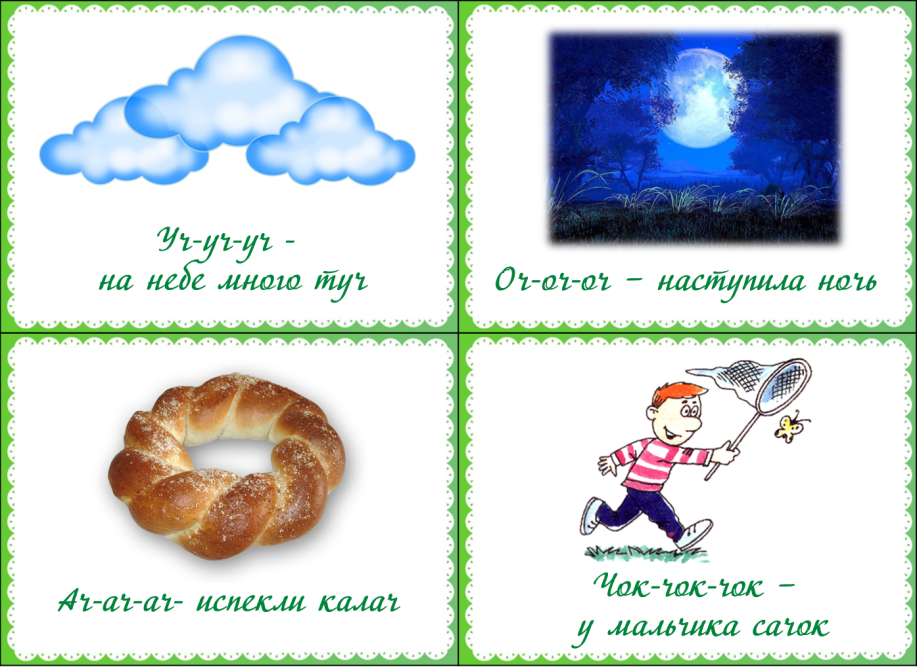 Уч-уч-уч -
на небе много туч
Оч-оч-оч – наступила ночь
Ач-ач-ач- испекли калач
Чок-чок-чок –
у мальчика сачок